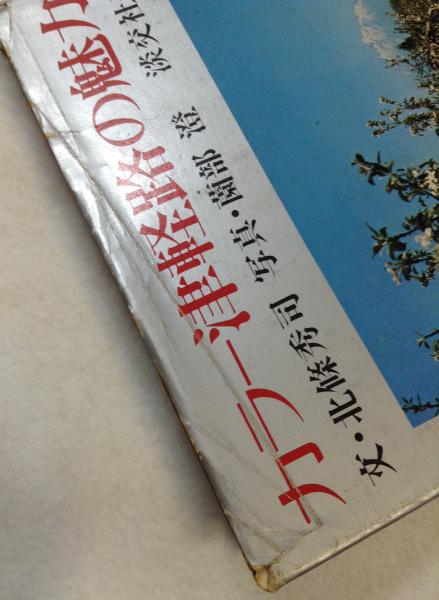 カラー津軽路の魅力
文・北條秀司 写真・薗部 澄 淡交社